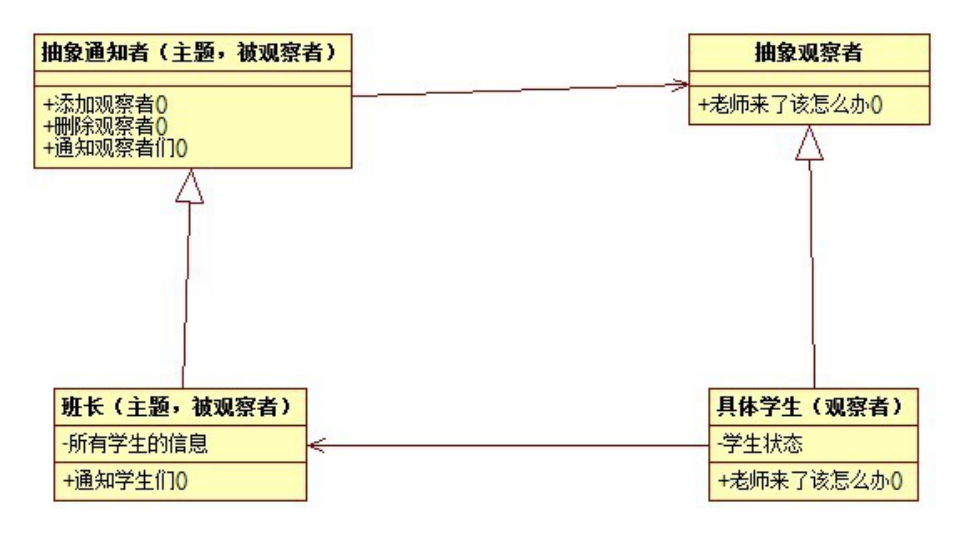 抽象通知者（主题，被观察者）
+添加观察者()
+删除观察者()
+通知观察者们()
抽象观察者
+老师来了该怎么办()
班长（主题，被观察者）
-所有学生的信息
+通知学生们()
具体学生（观察者）
-学生状态
+老师来了该怎么办()